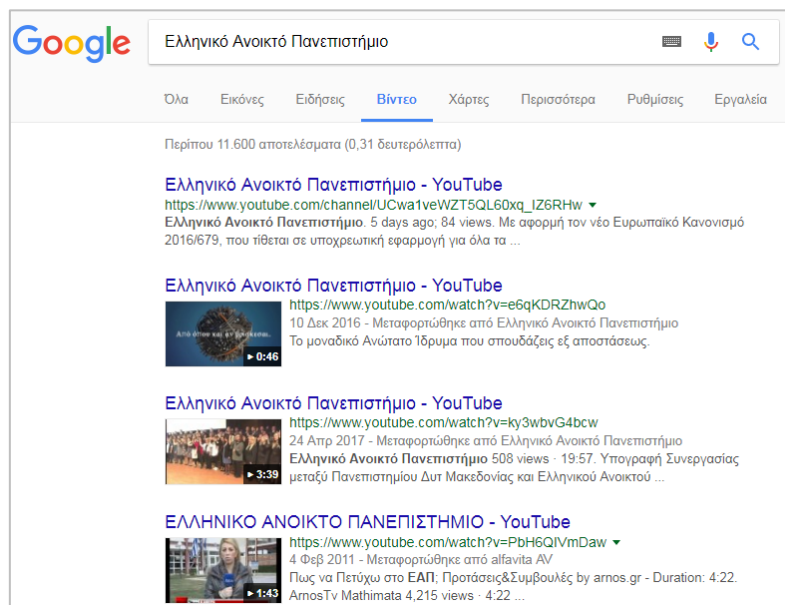 Google
Ελληνικό Ανοικτό Πανεπιστήμιο
Όλα Εικόνες Ειδήσεις Βίντεο Χάρτες Περισσότερα Ρυθμίσεις Εργαλεία
Περίπου 11.600 αποτελέσματα (0,31 δευτερόλεπτα)
Ελληνικό Ανοικτό Πανεπιστήμιο - YouTube
https://www.youtube.com/channel/UCwa1veWZT5QL60xq_IZ6RHw
Ελληνικό Ανοικτό Πανεπιστήμιο. 5 days ago; 84 views. Με αφορμή τον νέο Ευρωπαϊκό Κανονισμό
2016/679, που τίθεται σε υποχρεωτική εφαρμογή για όλα τα ...
Ελληνικό Ανοικτό Πανεπιστήμιο - YouTube
https://www.youtube.com/watch?v=e6qKDRZhwQo
10 Δεκ 2016 - Μεταφορτώθηκε από Ελληνικό Ανοικτό Πανεπιστήμιο
Το μοναδικό Ανώτατο Ίδρυμα που σπουδάζεις εξ αποστάσεως.
Από όπου και αν βρίσκεσαι..
0:46
Ελληνικό Ανοικτό Πανεπιστήμιο - YouTube
https://www.youtube.com/watch?v=ky3wbvG4bcw
24 Απρ 2017 - Μεταφορτώθηκε από Ελληνικό Ανοικτό Πανεπιστήμιο
Ελληνικό Ανοικτό Πανεπιστήμιο 508 views · 19:57. Υπογραφή Συνεργασίας
μεταξύ Πανεπιστημίου Δυτ Μακεδονίας και Ελληνικού Ανοικτού ...
3:39
ΕΛΛΗΝΙΚΟ ΑΝΟΙΚΤΟ ΠΑΝΕΠΙΣΤΗΜΙΟ - YouTube
https://www.youtube.com/watch?v=PbH6QIVmDaw
4 Φεβ 2011 - Μεταφορτώθηκε από alfavita AV
Πως να Πετύχω στο ΕΑΠ; Προτάσεις&Συμβουλές by arnos.gr - Duration: 4:22.
ArnosTv Mathimata 4,215 views · 4:22 ...
1:43